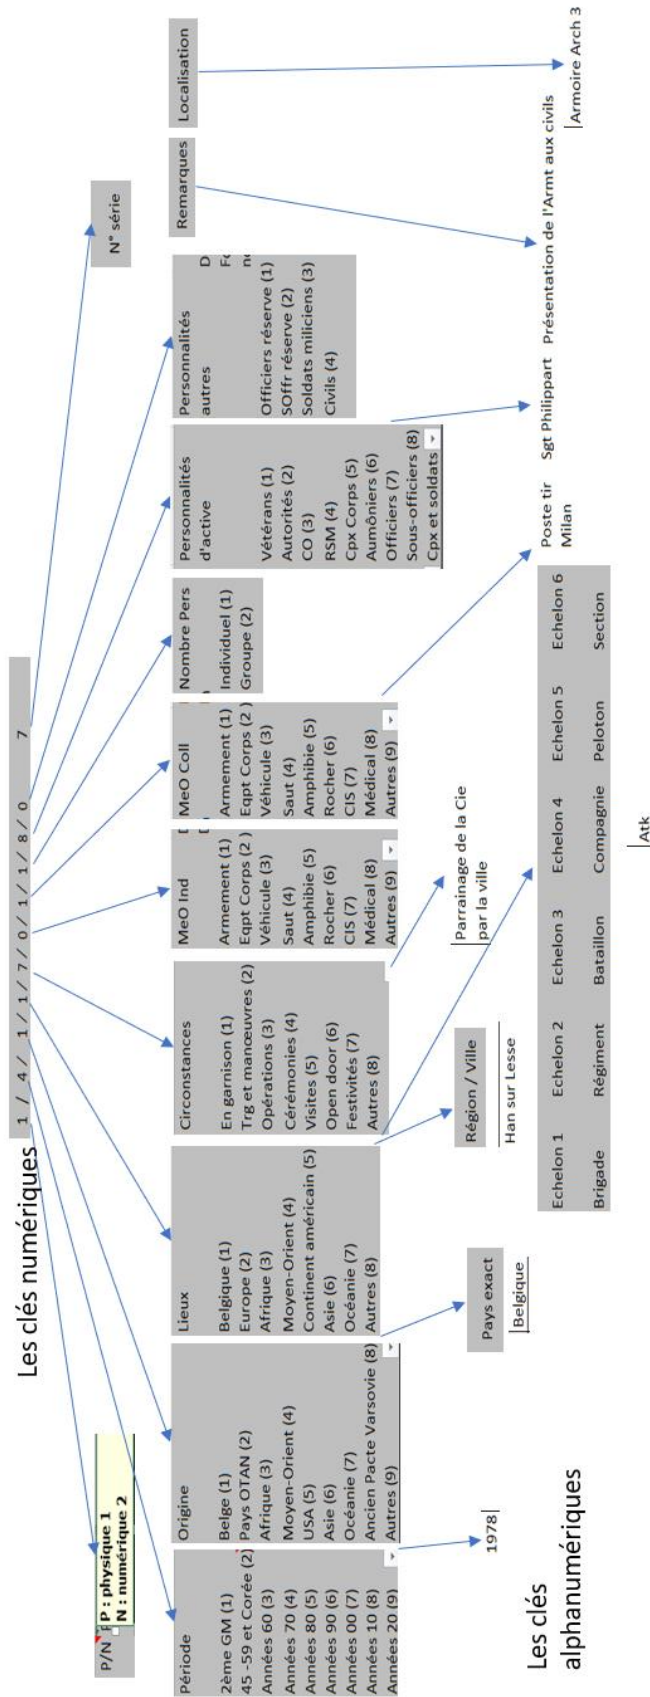 Les clés numériques
1 / 4/ 1/1/7/0/1/1/8/0 7
P/N
P : physique 1
N : numérique 2
N° série
Période
2ème GM (1)
45 -59 et Corée (2)
Années 60 (3)
Années 70 (4)
Années 80 (5)
Années 90 (6)
Années 00 (7)
Années 10 (8)
Années 20 (9)
Origine
Belge (1)
Pays OTAN (2)
Afrique (3)
Moyen-Orient (4)
USA (5)
Asie (6)
Océanie (7)
Ancien Pacte Varsovie (8)
Autres (9)
Lieux
Belgique (1)
Europe (2)
Afrique (3)
Moyen-Orient (4)
Continent américain (5)
Asie (6)
Océanie (7)
Autres (8)
Circonstances
En garnison (1)
Trg et manœuvres (2)
Opérations (3)
Cérémonies (4)
Visites (5)
Open door (6)
Festivités (7)
Autres (8)
MeO Ind
Armement (1)
Eqpt Corps (2 )
Véhicule (3)
Saut (4)
Amphibie (5)
Rocher (6)
CIS (7)
Médical (8)
Autres (9)
MeO Coll
Armement (1)
Eqpt Corps (2 )
Véhicule (3)
Saut (4)
Amphibie (5)
Rocher (6)
CIS (7)
Médical (8)
Autres (9)
Nombre Pers
Individuel (1)
Groupe (2)
Personnalités
d'active
Vétérans (1)
Autorités (2)
CO (3)
RSM (4)
Cpx Corps (5)
Aumôniers (6)
Officiers (7)
Sous-officiers (8)
Cpx et soldats
Personnalités
autres
Officiers réserve (1)
SOffr réserve (2)
Soldats miliciens (3)
Civils (4)
Remarques
Localisation
Les clés
alphanumériques
1978
Pays exact
Belgique
Région / Ville
Han sur Lesse
Parrainage de la Cie
par la ville
Poste tir
Milan
Sgt Philippart
Présentation de l'Armt aux civils
Armoire Arch 3
Echelon 1 Echelon 2 Echelon 3 Echelon 4 Echelon 5 Echelon 6
Brigade Régiment Bataillon Compagnie Peloton Section
Atk